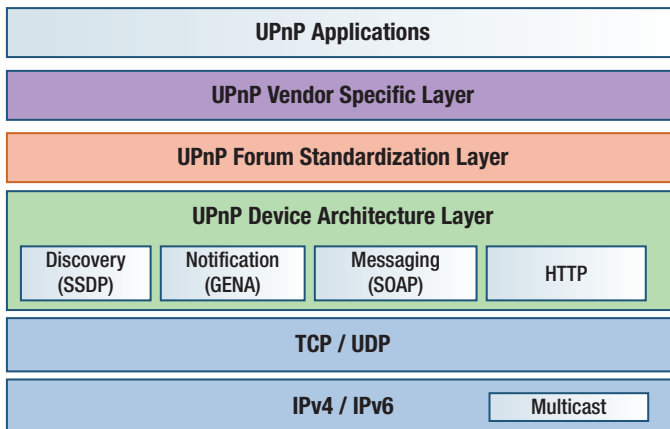 UPnP Applications
UPnP Vendor Specific Layer
UPnP Forum Standardization Layer
UPnP Device Architecture Layer
Discovery
(SSDP)
Notification
(GENA)
Messaging
(SOAP)
HTTP
TCP / UDP
IPv4 / IPv6
Multicast